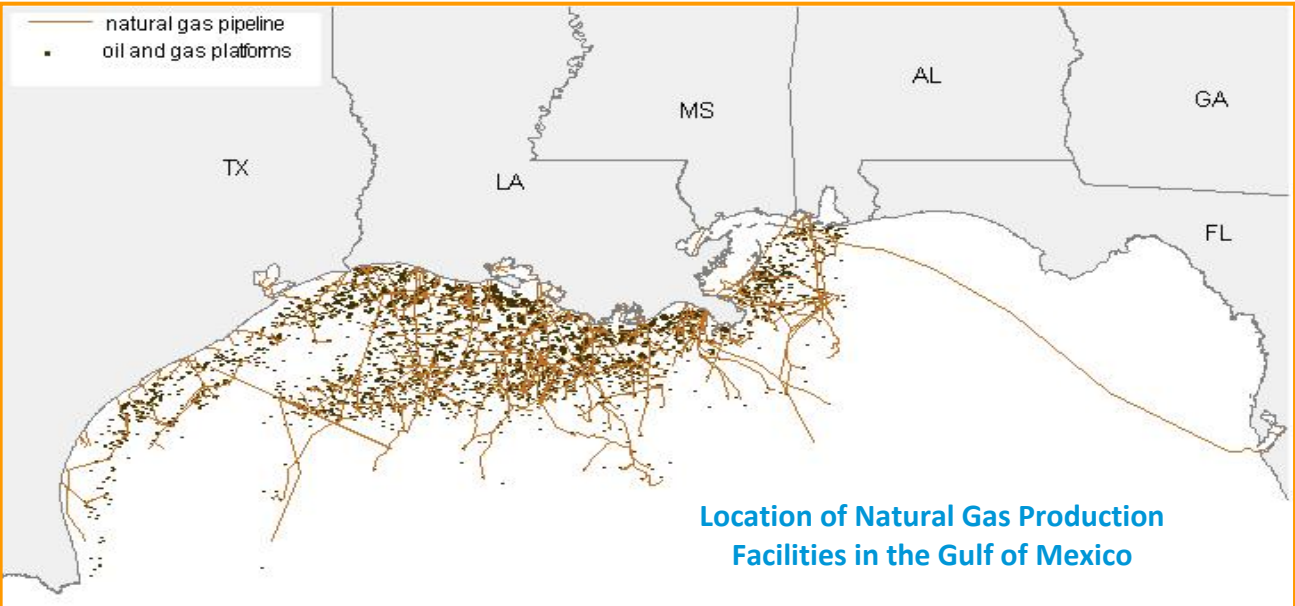 natural gas pipeline
oil and gas platforms
AL
GA
MS
TX
LA
FL
Location of Natural Gas Production
Facilities in the Gulf of Mexico